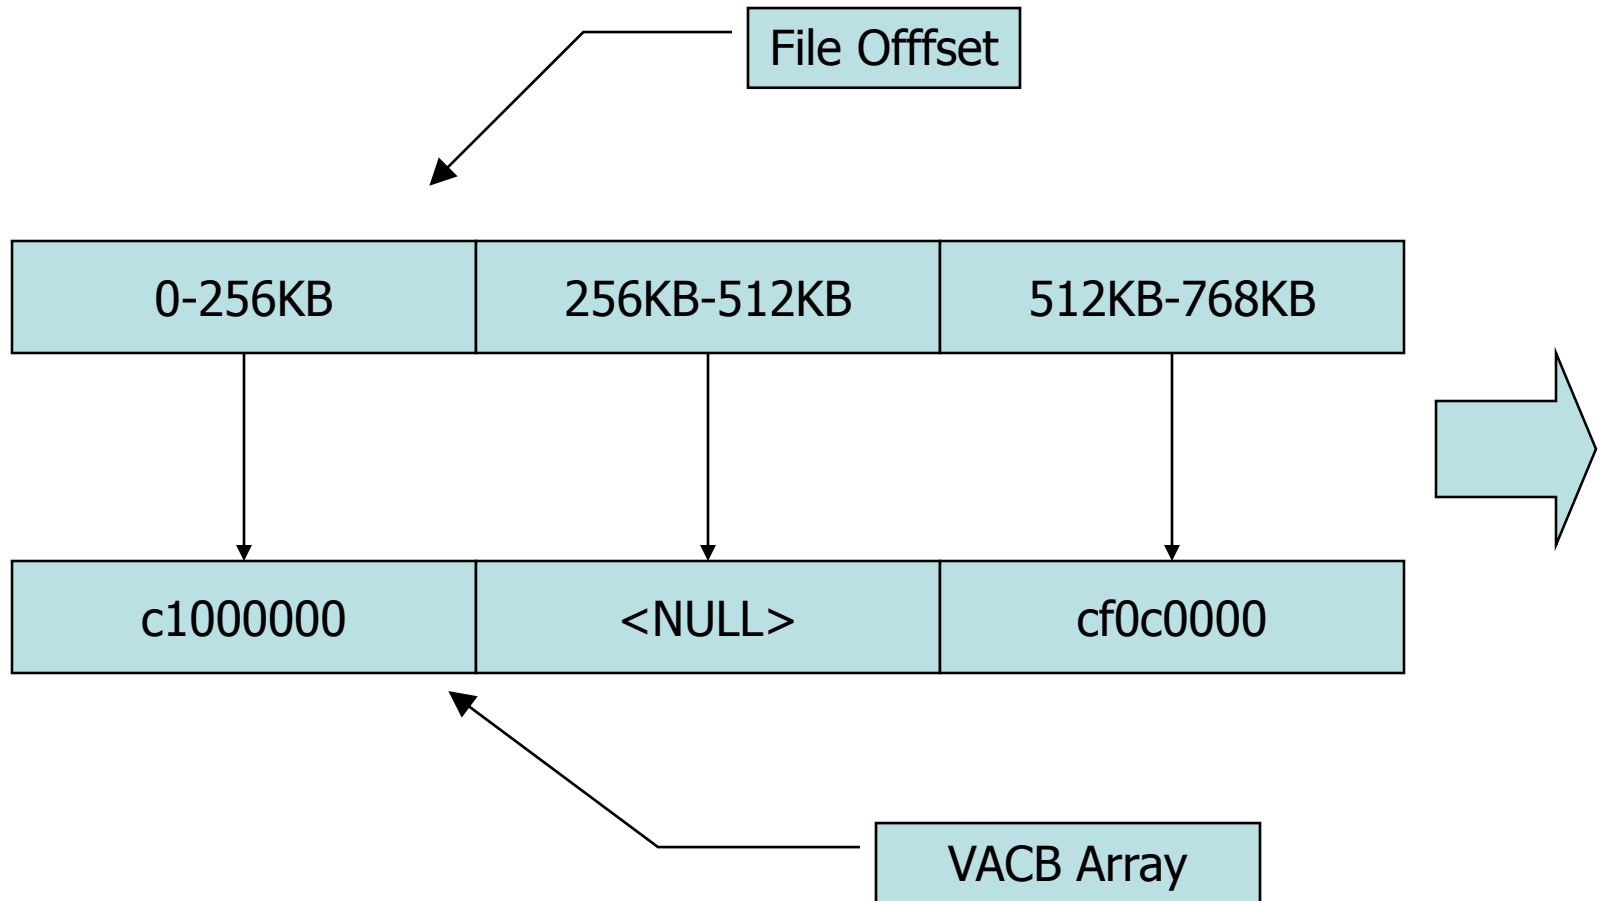 File Offfset
0-256KB
256KB-512KB
512KB-768KB
c1000000
<NULL>
cf0c0000
VACB Array